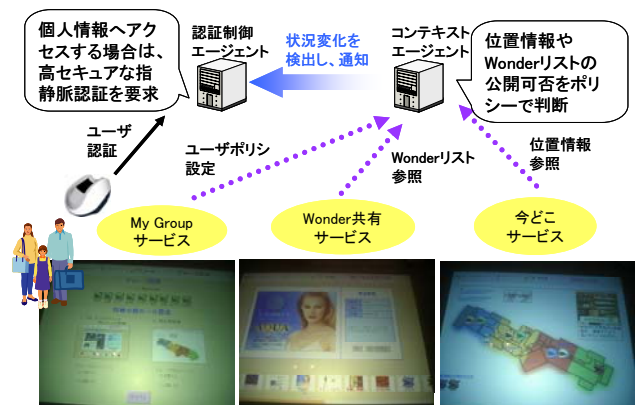 個人情報へアク
セスする場合は、
高セキュアな指
静脈認証を要求
認証制御
エージェント
状況変化を
検出し、通知
コンテキスト
エージェント
位置情報や
Wonderリストの
公開可否をポリ
シーで判断
ユーザ
認証
ユーザポリシ
設定
Wonderリスト
参照
位置情報
参照
My Group
サービス
Wonder共有
サービス
今どこ
サービス